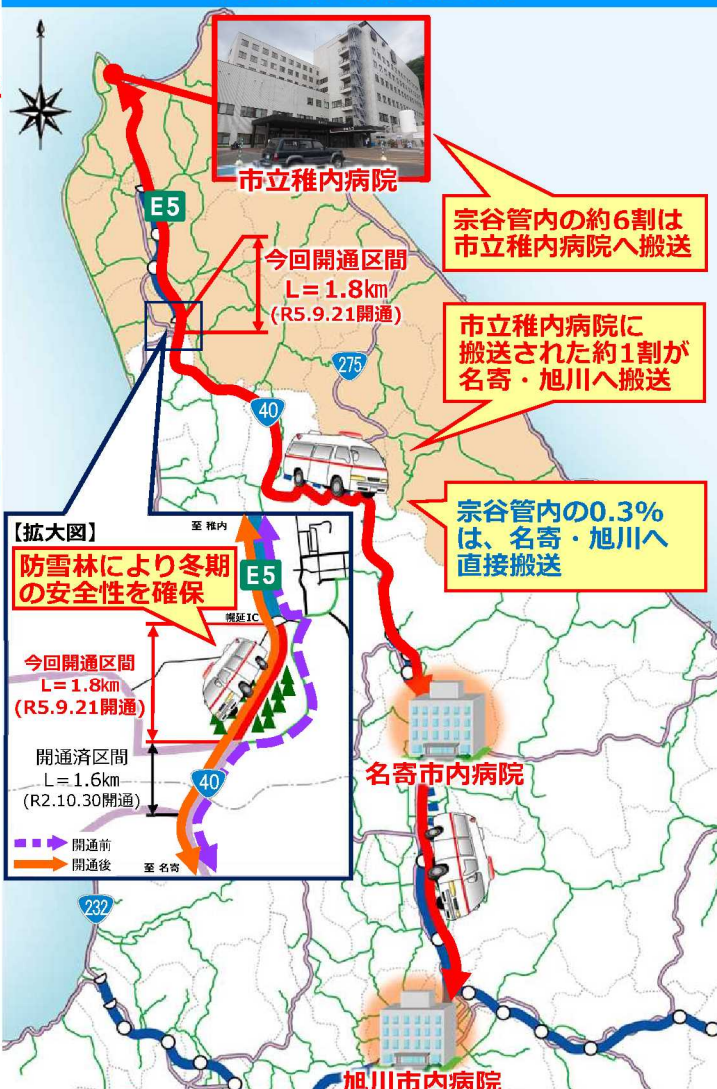 市立稚内病院
E5
宗谷管内の約6割は
市立稚内病院へ搬送
今回開通区間
L=1.8㎞
(R5.9.21開通)
市立稚内病院に
搬送された約1割が
名寄・旭川へ搬送
275
40
宗谷管内の0.3%
は、名寄・旭川へ
直接搬送
【拡大図】
至 稚内
防雪林により冬期
の安全性を確保
E5
幌延IC
今回開通区間
L=1.8㎞
(R5.9.21開通)
開通済区間
L=1.6㎞
(R2.10.30開通)
40
開通前
開通後
至 名寄
名寄市内病院
232
旭川市内病院